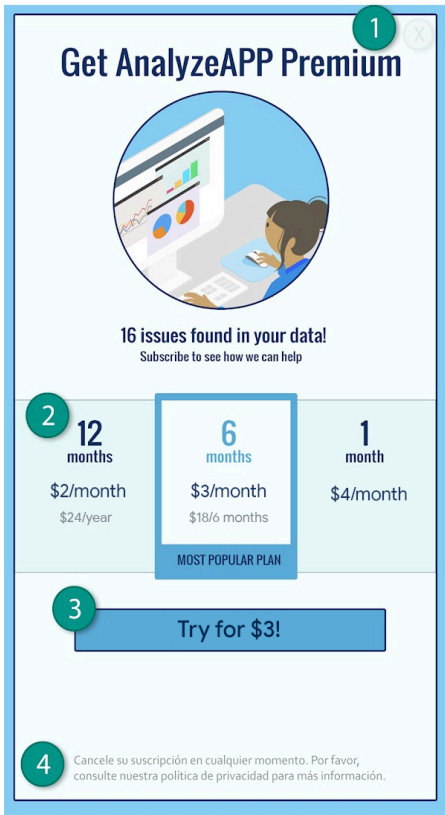 1
X
Get AnalyzeAPP Premium
16 issues found in your data!
Subscribe to see how we can help
2
12
months
$2/month
$24/year
6
months
$3/month
$18/6 months
MOST POPULAR PLAN
1
month
$4/month
3
Try for $3!
4
Cancele su suscripción en cualquier momento. Por favor,
consulte nuestra política de privacidad para más información.